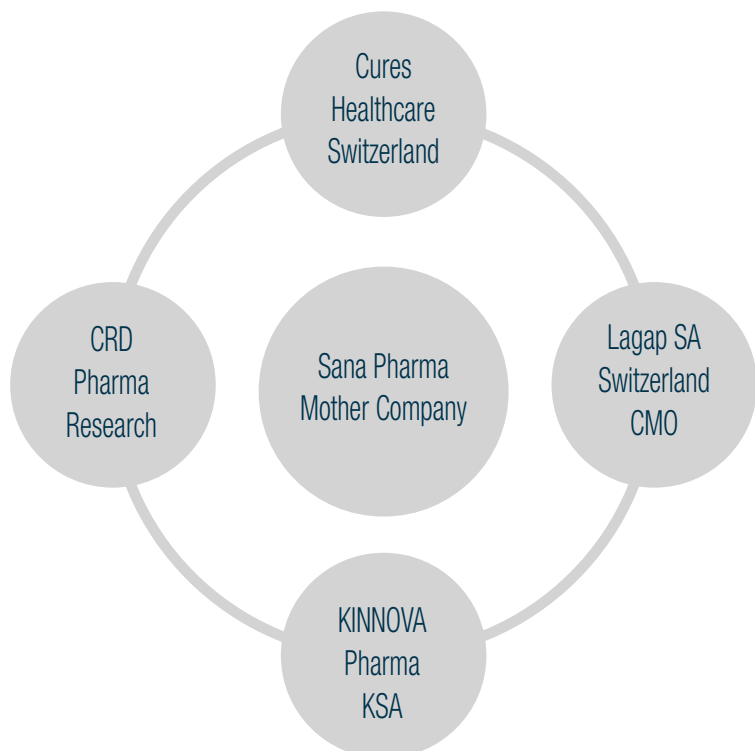 Cures
Healthcare
Switzerland
CRD
Pharma
Research
Sana Pharma
Mother Company
Lagap SA
Switzerland
CMO
KINNOVA
Pharma
KSA